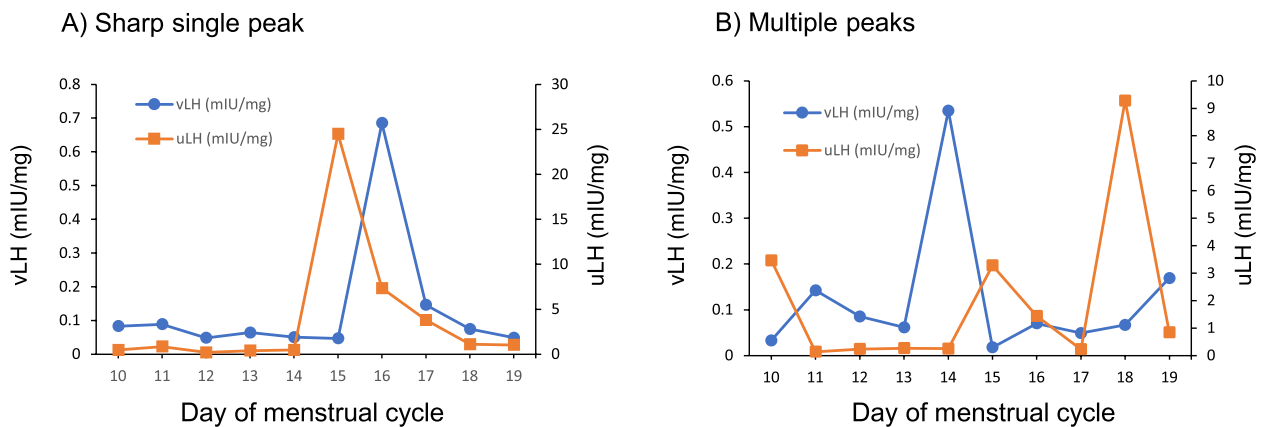 A) Sharp single peak
0.8
0.7
0.6
0.5
0.4
0.3
0.2
0.1
0
vLH (mIU/mg)
vLH (mIU/mg)
uLH (mIU/mg)
30
25
20
15
10
5
0
uLH (mIU/mg)
10 11 12 13 14 15 16 17 18 19
Day of menstrual cycle
B) Multiple peaks
0.6
0.5
0.4
0.3
0.2
0.1
0
vLH (mIU/mg)
vLH (mIU/mg)
uLH (mIU/mg)
10
9
8
7
6
5
4
3
2
1
0
uLH (mIU/mg)
10 11 12 13 14 15 16 17 18 19
Day of menstrual cycle